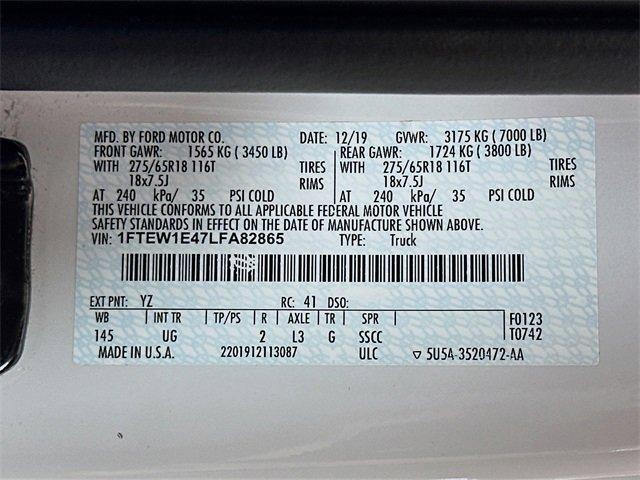 MFD. BY FORD MOTOR CO. DATE: 12/19 GVWR: 3175 KG ( 7000 LB)
FRONT GAWR: 1565 KG ( 3450 LB) REAR GAWR: 1724 KG ( 3800 LB)
WITH 275/65R18 116T TIRES WITH 275/65R18 116T TIRES
18x7.5J RIMS 18x7.5J RIMS
AT 240 kPa/ 35 PSI COLD AT 240 kPa/ 35 PSI COLD
THIS VEHICLE CONFORMS TO ALL APPLICABLE FEDERAL MOTOR VEHICLE
SAFETY STANDARDS IN EFFECT ON THE DATE OF MANUFACTURE SHOWN ABOVE.
VIN: 1FTEW1E47LFA82865 TYPE: Truck
EXT PNT: YZ RC: 41 DSO:
WB INT TR TP/PS R AXLE TR SPR F0123
145 UG 2 L3 G SSCC T0742
MADE IN U.S.A. 2201912113087 ULC ▽ 5U5A-3520472-AA